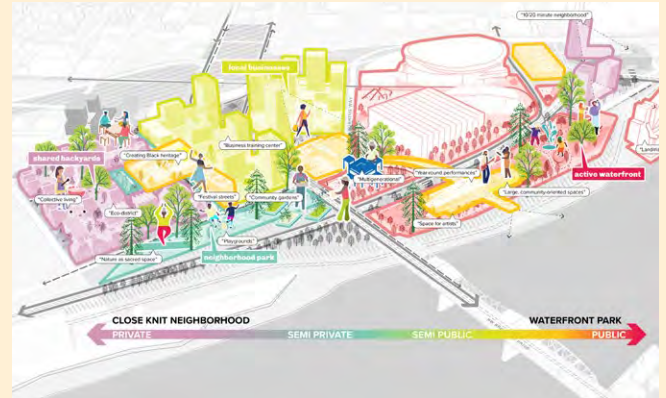 "10/20 minute neighborhood"
local businesses
"Business training center"
"Creating Black heritage"
shared backyards
"Multigenerational"
"Year-round performances"
active waterfront
"Collective living"
"Festival streets"
"Community gardens"
"Large, community-oriented spaces"
"Eco-district"
"Space for artists"
"Playgrounds"
neighborhood park
"Nature as sacred space"
CLOSE KNIT NEIGHBORHOOD
WATERFRONT PARK
PRIVATE
SEMI PRIVATE
SEMI PUBLIC
PUBLIC